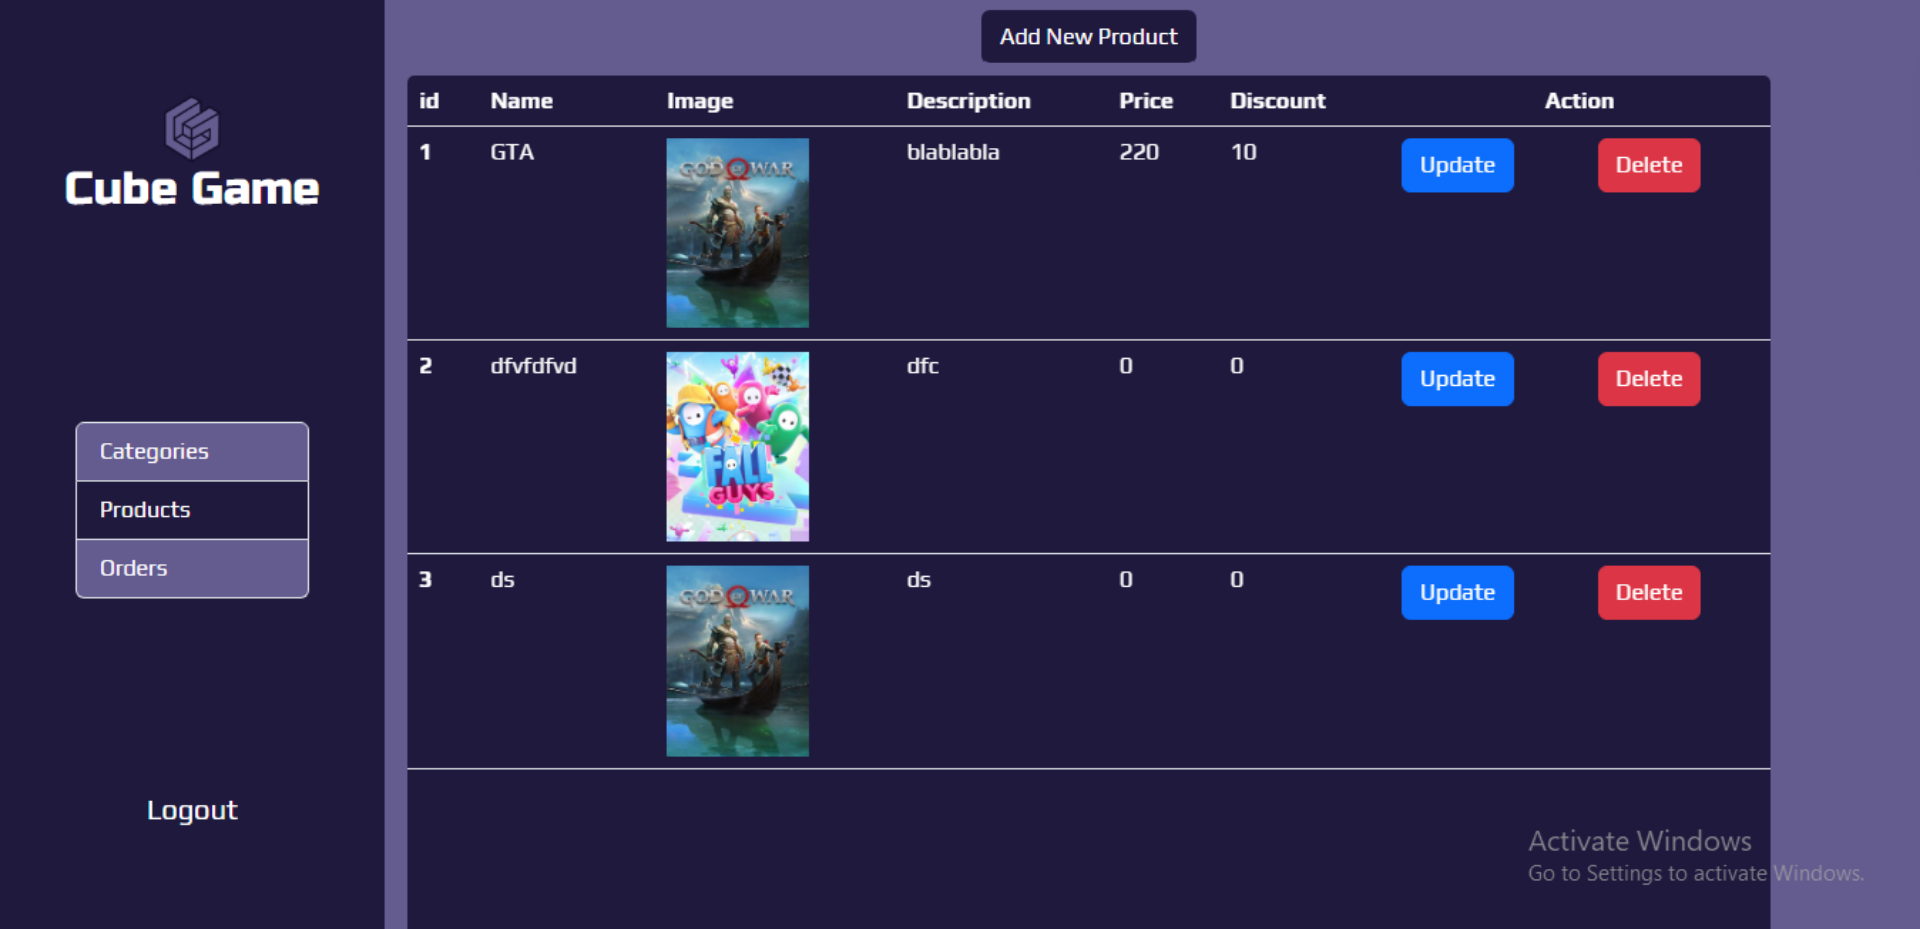 Add New Product
Cube Game
Categories
Products
Orders
Logout
id Name Image Description Price Discount Action
1 GTA blablabla 220 10 Update Delete
GOD OF WAR
2 dfvfdfvd dfc 0 0 Update Delete
FALL
GUYS
3 ds ds 0 0 Update Delete
GOD OF WAR
Activate Windows
Go to Settings to activate Windows.